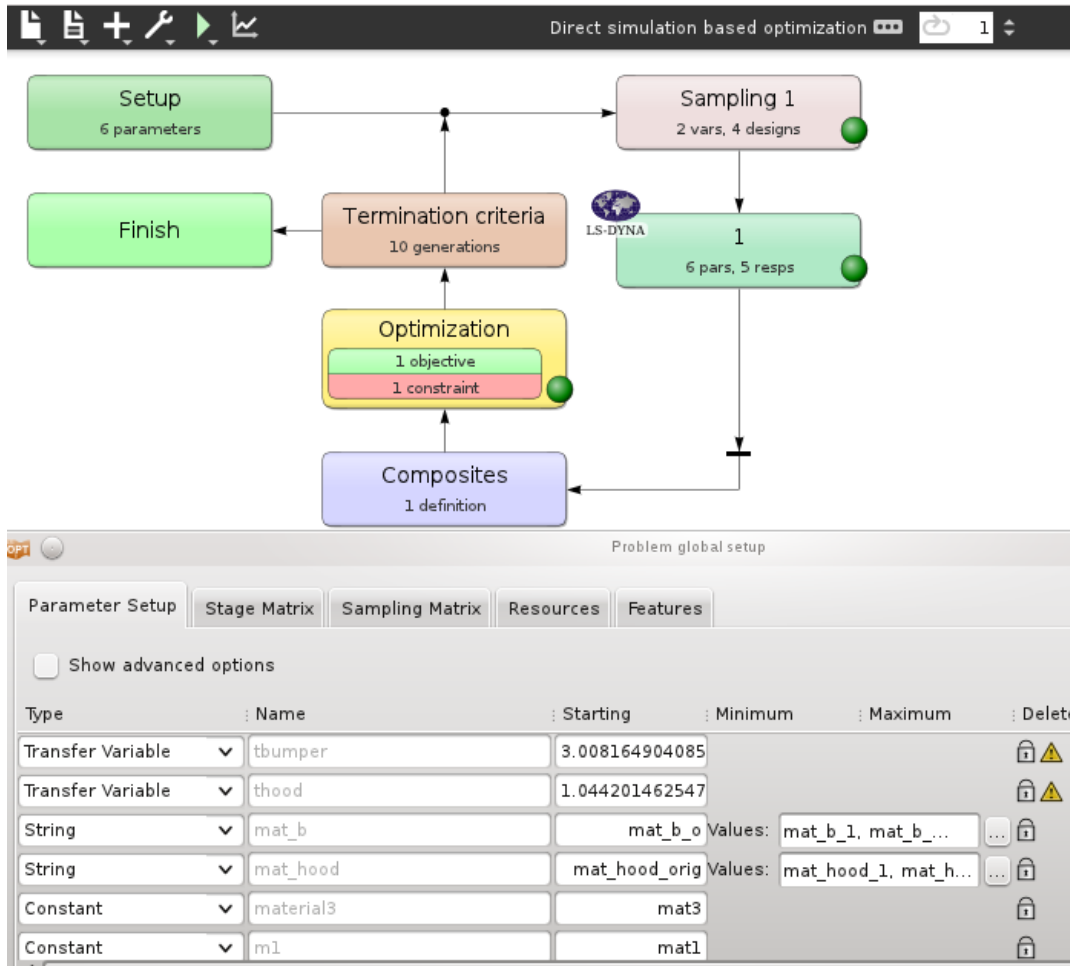 Direct simulation based optimization 1
Setup
6 parameters
Sampling 1
2 vars, 4 designs
Finish
Termination criteria
10 generations
LS-DYNA
1
6 pars, 5 resps
Optimization
1 objective
1 constraint
Composites
1 definition
OPT
Problem global setup
Parameter Setup Stage Matrix Sampling Matrix Resources Features
Show advanced options
Type Name Starting Minimum Maximum Delet
Transfer Variable tbumper 3.008164904085
Transfer Variable thood 1.044201462547
String mat_b mat_b_o Values: mat_b_1, mat_b_... ...
String mat_hood mat_hood_orig Values: mat_hood_1, mat_h... ...
Constant material3 mat3
Constant m1 mat1